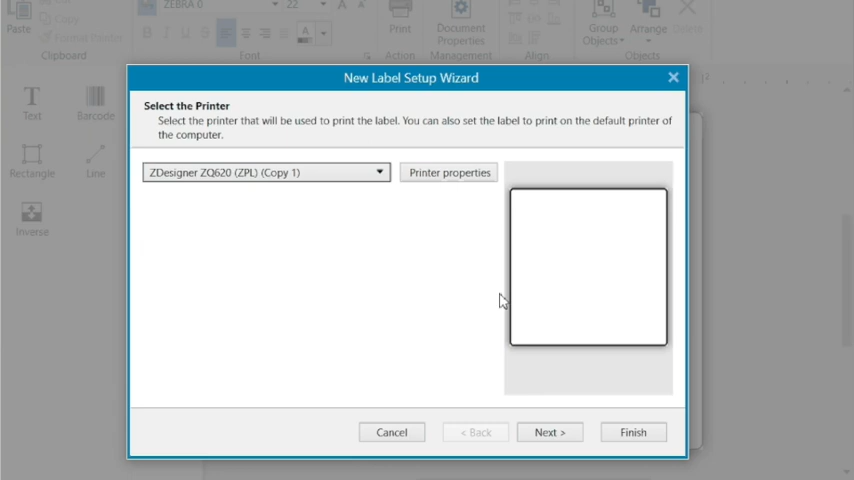 ZEBRA 0
22
Paste
Copy
Format Painter
B I U S
A
Print
Document
Properties
Group
Objects
Arrange
Delete
Clipboard
Font
Action
Management
Align
Objects
New Label Setup Wizard
Select the Printer
Select the printer that will be used to print the label. You can also set the label to print on the default printer of
the computer.
ZDesigner ZQ620 (ZPL) (Copy 1)
Printer properties
Text
Barcode
Rectangle
Line
Inverse
Cancel
< Back
Next >
Finish